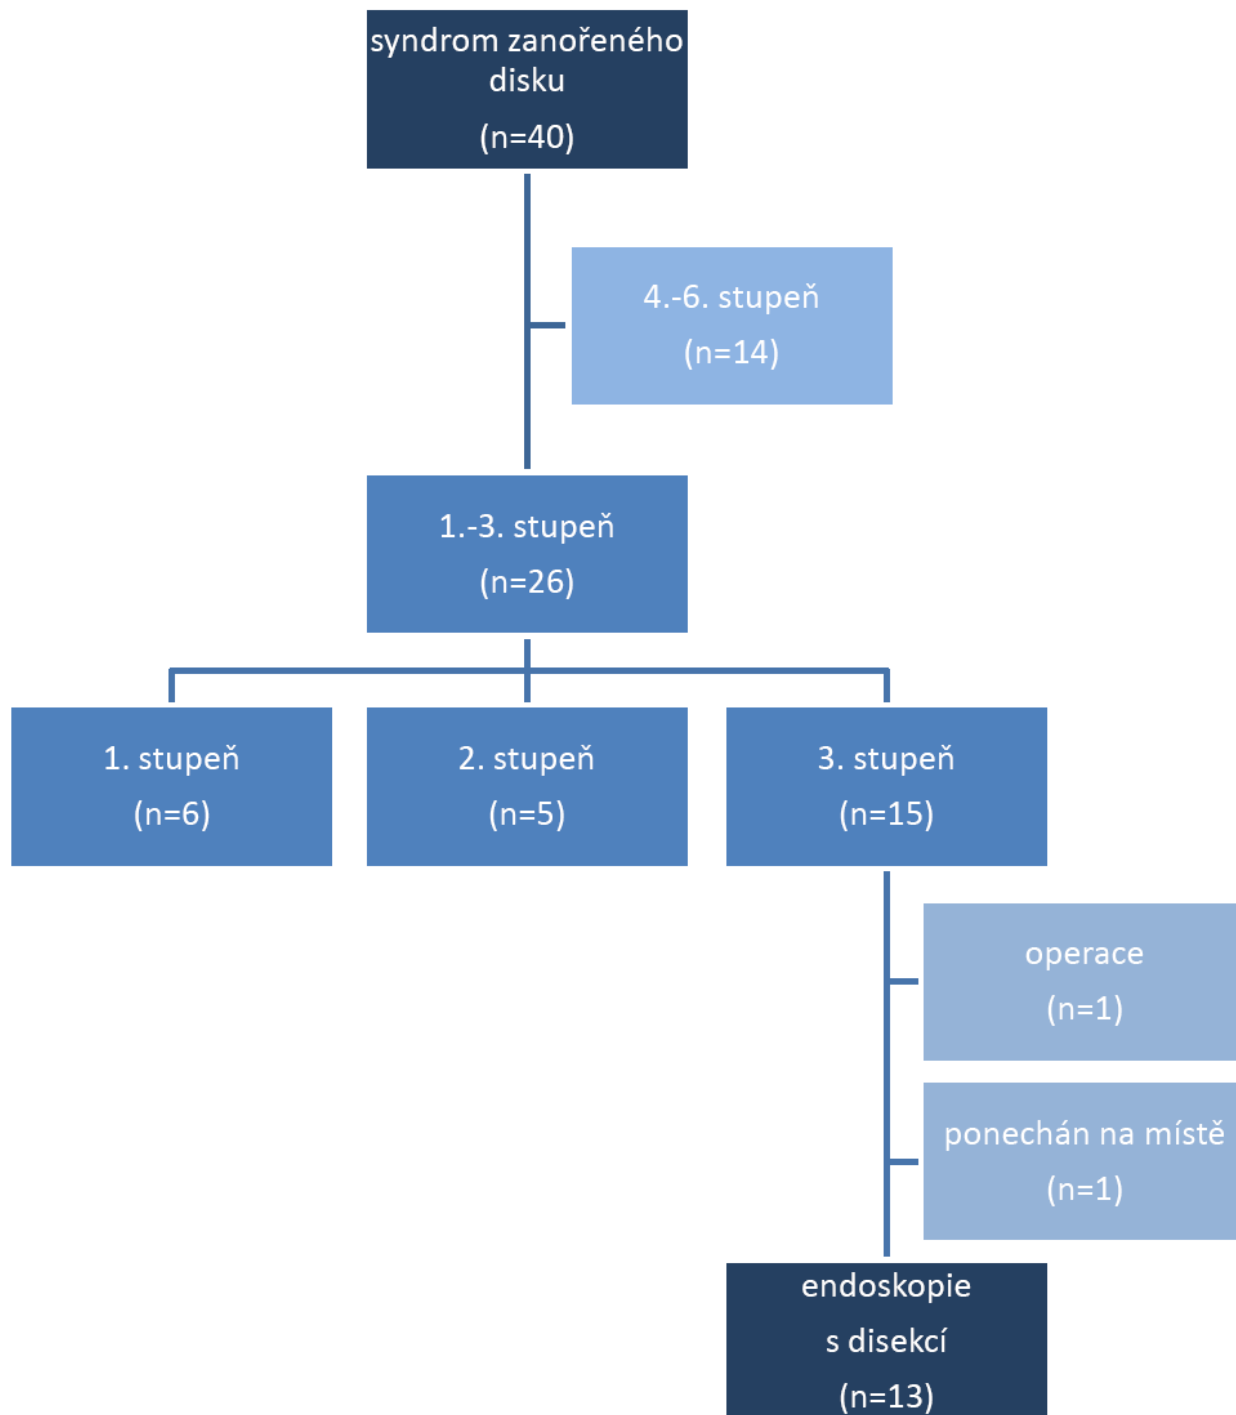 syndrom zanořeného
disku
(n=40)
4.-6. stupeň
(n=14)
1.-3. stupeň
(n=26)
1. stupeň
(n=6)
2. stupeň
(n=5)
3. stupeň
(n=15)
operace
(n=1)
ponechán na místě
(n=1)
endoskopie
s disekcí
(n=13)